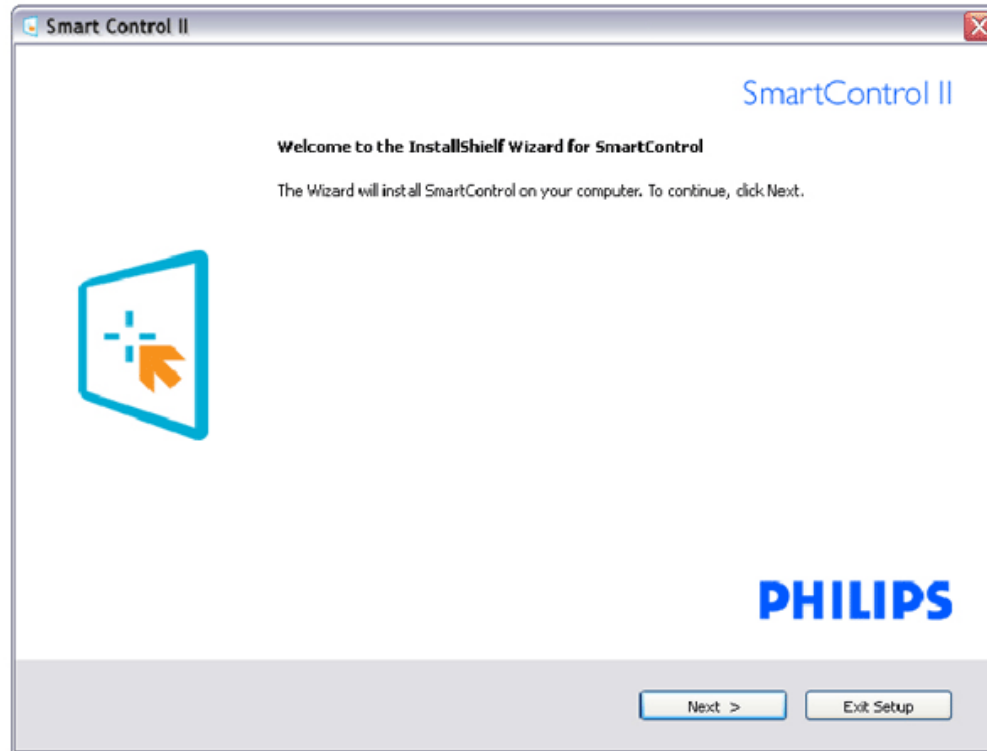 Smart Control II
SmartControl II
Welcome to the InstallShielf Wizard for SmartControl
The Wizard will install SmartControl on your computer. To continue, click Next.
PHILIPS
Next >
Exit Setup